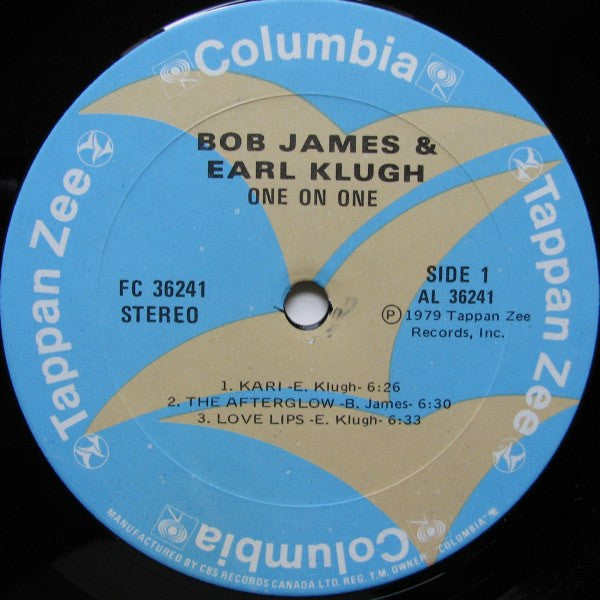 Columbia
Tappan Zee
Tappan Zee
BOB JAMES &
EARL KLUGH
ONE ON ONE
FC 36241
STEREO
SIDE 1
AL 36241
Ⓟ 1979 Tappan Zee
Records, Inc.
1. KARI -E. Klugh- 6:26
2. THE AFTERGLOW -B. James- 6:30
3. LOVE LIPS -E. Klugh- 6:33
Columbia
MANUFACTURED BY CBS RECORDS CANADA LTD. REG. T.M. OWNER "COLUMBIA"